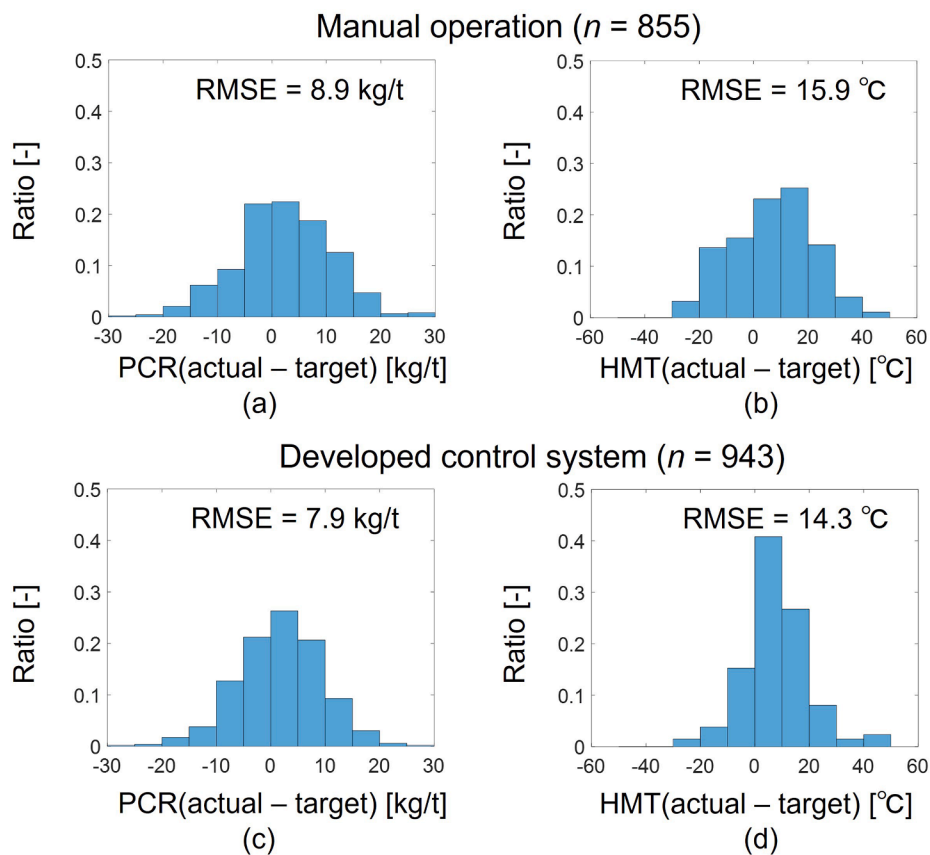 Manual operation (n = 855)
0.5
0.4
0.3
0.2
0.1
0
Ratio [-]
RMSE = 8.9 kg/t
-30 -20 -10 0 10 20 30
PCR(actual – target) [kg/t]
(a)
0.5
0.4
0.3
0.2
0.1
0
Ratio [-]
RMSE = 15.9 ℃
-60 -40 -20 0 20 40 60
HMT(actual – target) [℃]
(b)
Developed control system (n = 943)
0.5
0.4
0.3
0.2
0.1
0
Ratio [-]
RMSE = 7.9 kg/t
-30 -20 -10 0 10 20 30
PCR(actual – target) [kg/t]
(c)
0.5
0.4
0.3
0.2
0.1
0
Ratio [-]
RMSE = 14.3 ℃
-60 -40 -20 0 20 40 60
HMT(actual – target) [℃]
(d)